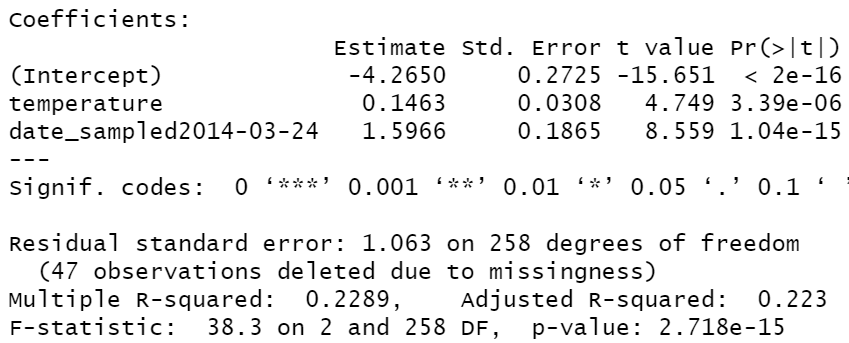 Coefficients:
Estimate Std. Error t value Pr(>|t|)
(Intercept) -4.2650 0.2725 -15.651 < 2e-16
temperature 0.1463 0.0308 4.749 3.39e-06
date_sampled2014-03-24 1.5966 0.1865 8.559 1.04e-15
---
Signif. codes: 0 ‘***’ 0.001 ‘**’ 0.01 ‘*’ 0.05 ‘.’ 0.1 ‘ ’
Residual standard error: 1.063 on 258 degrees of freedom
(47 observations deleted due to missingness)
Multiple R-squared: 0.2289, Adjusted R-squared: 0.223
F-statistic: 38.3 on 2 and 258 DF, p-value: 2.718e-15